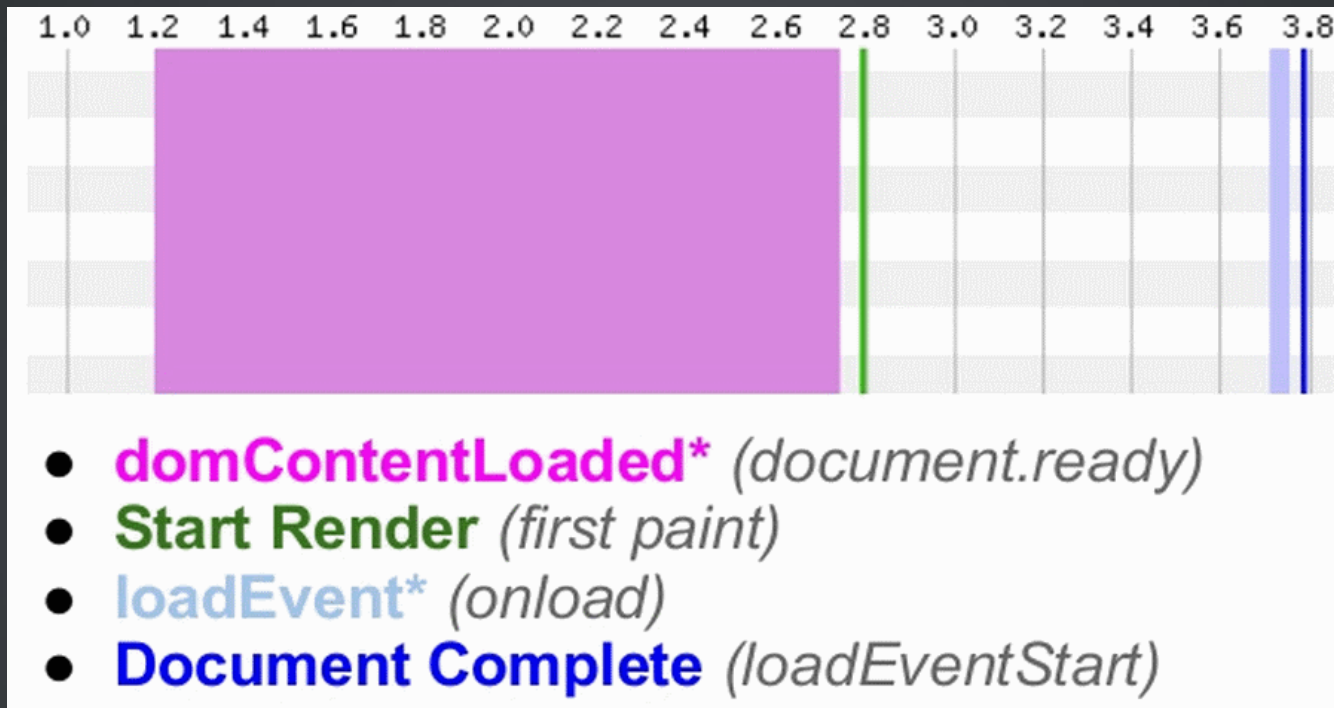 1.0 1.2 1.4 1.6 1.8 2.0 2.2 2.4 2.6 2.8 3.0 3.2 3.4 3.6 3.8
● domContentLoaded* (document.ready)
● Start Render (first paint)
● loadEvent* (onload)
● Document Complete (loadEventStart)